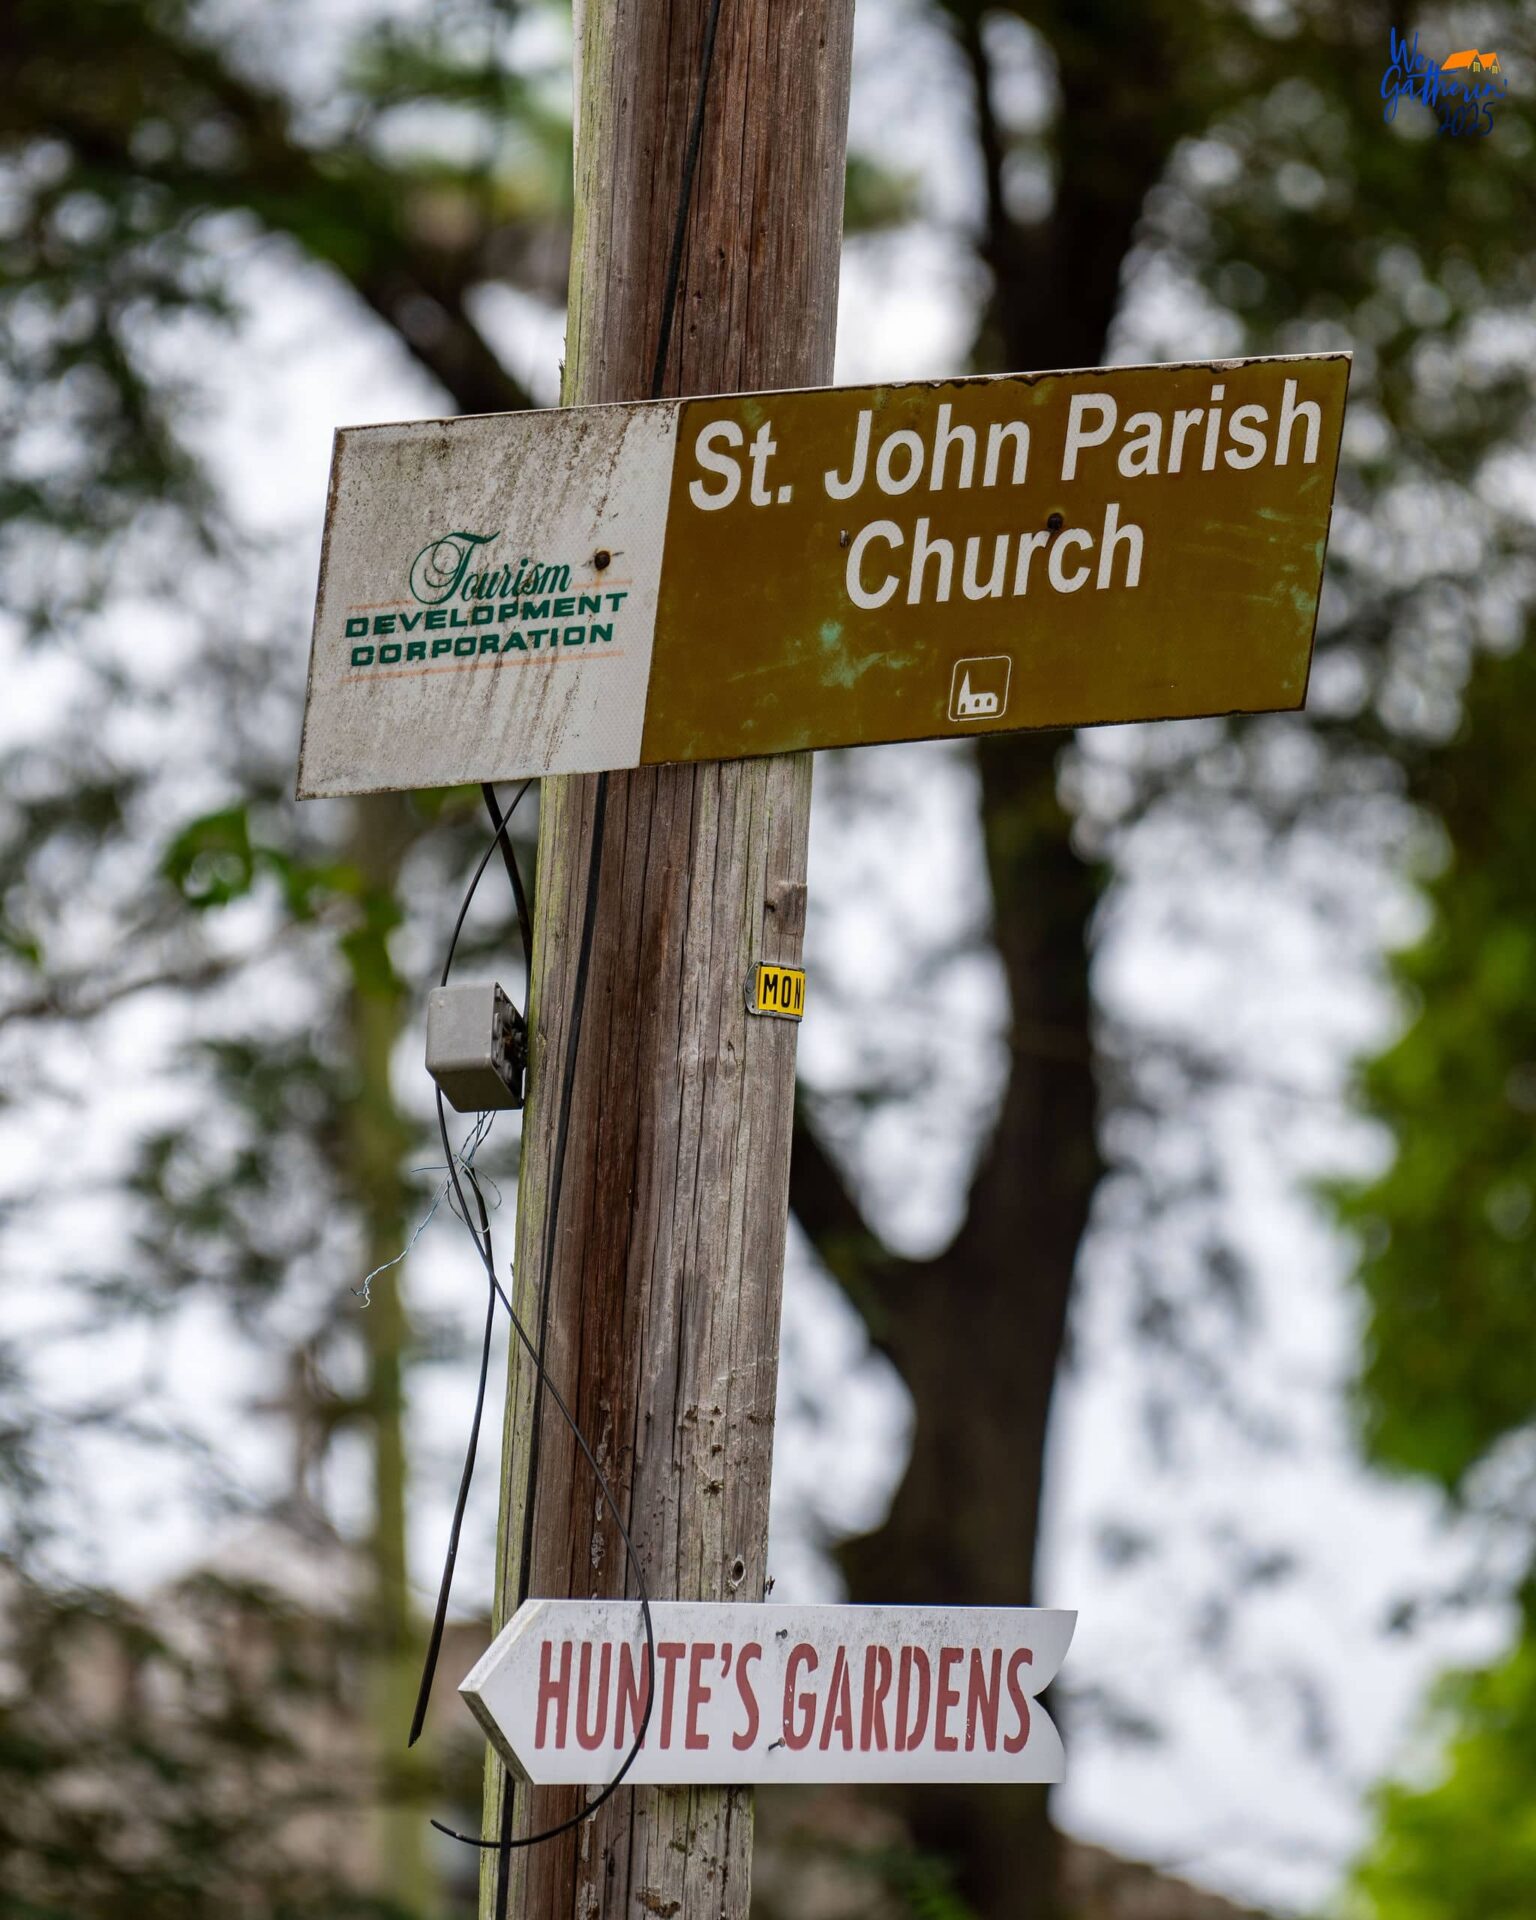 We
Gatherin'
2025
St. John Parish
Church
Tourism
DEVELOPMENT
CORPORATION
MON
HUNTE'S GARDENS